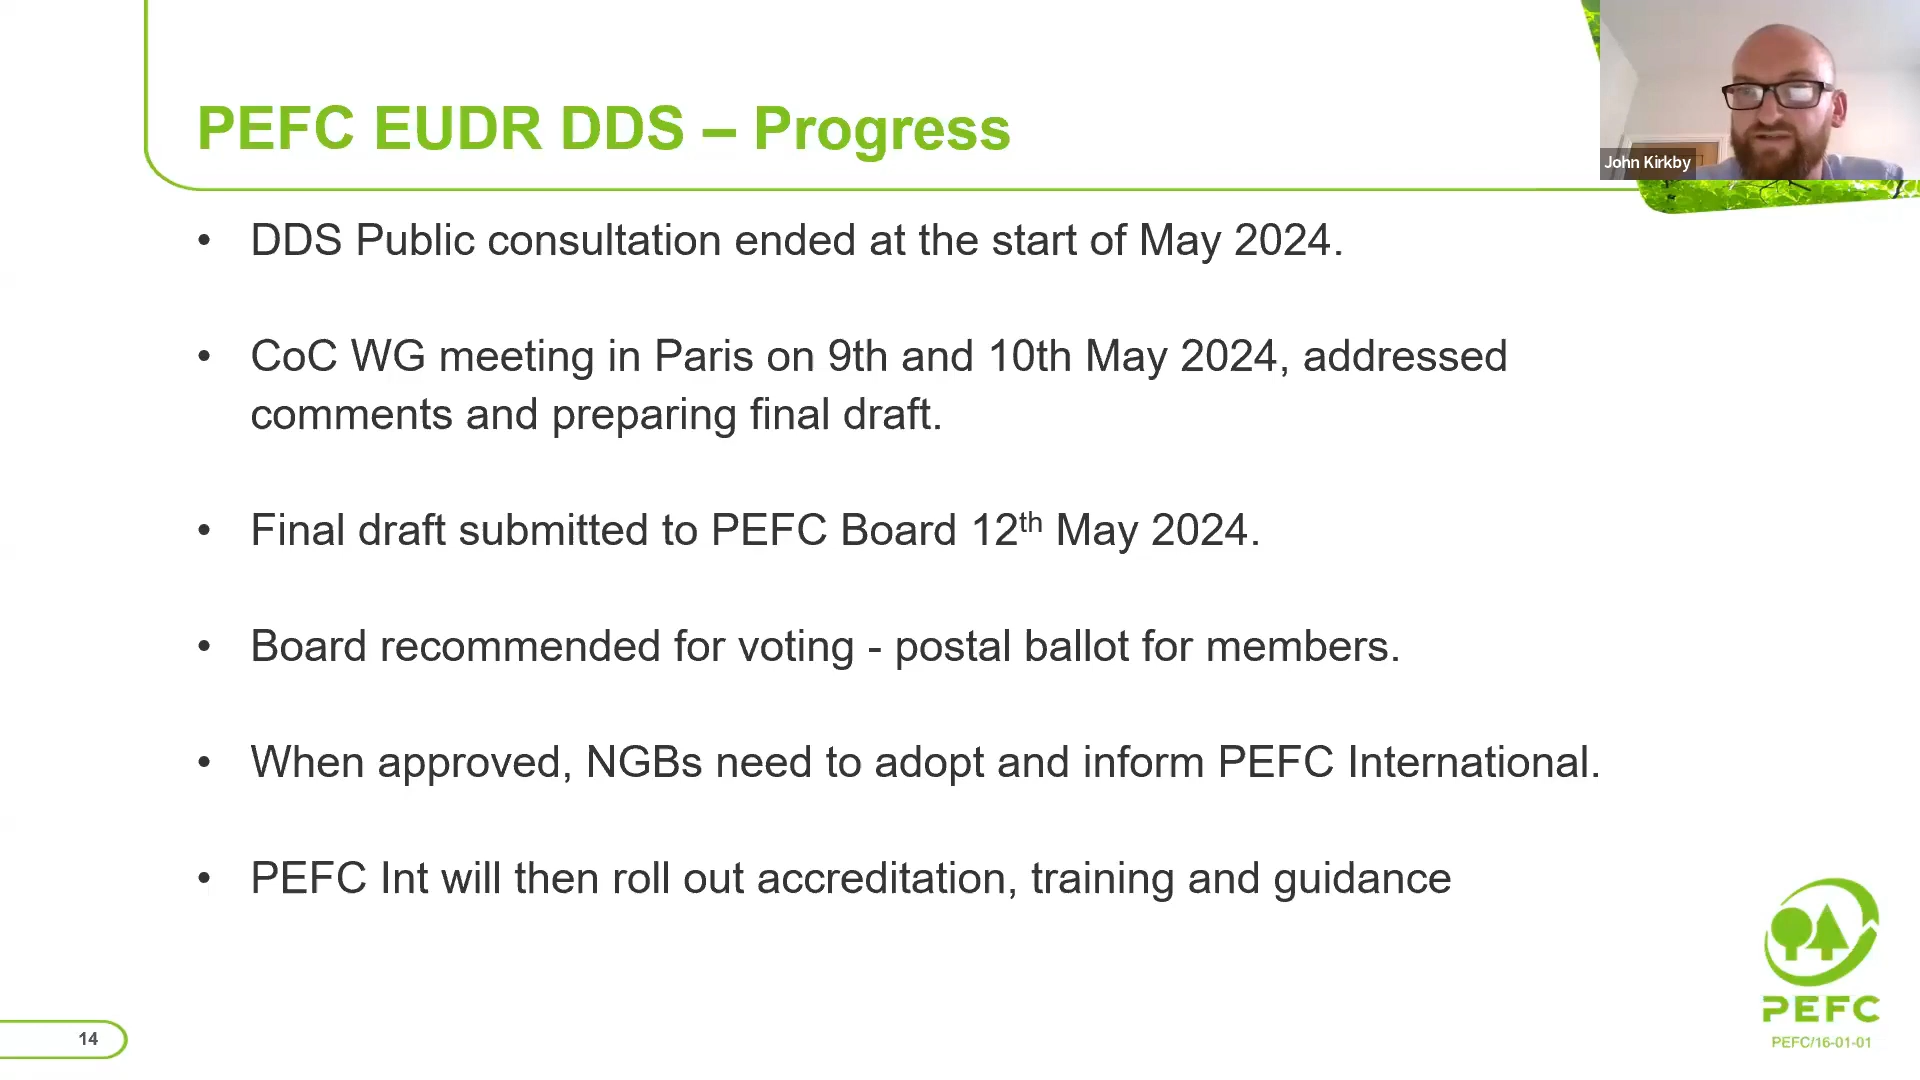 PEFC EUDR DDS – Progress
John Kirkby
• DDS Public consultation ended at the start of May 2024.
• CoC WG meeting in Paris on 9th and 10th May 2024, addressed
comments and preparing final draft.
• Final draft submitted to PEFC Board 12th May 2024.
• Board recommended for voting - postal ballot for members.
• When approved, NGBs need to adopt and inform PEFC International.
• PEFC Int will then roll out accreditation, training and guidance
PEFC
PEFC/16-01-01
14